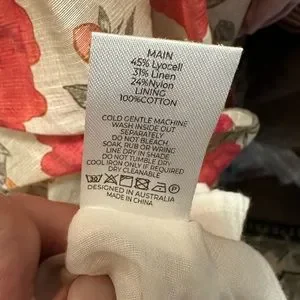 MAIN
45% Lyocell
31% Linen
24%Nylon
LINING
100%COTTON
COLD GENTLE MACHINE
WASH INSIDE OUT
SEPARATELY
DO NOT BLEACH,
SOAK, RUB OR WRING
LINE DRY IN SHADE
DO NOT TUMBLE DRY
COOL IRON ONLY IF REQUIRED
DRY CLEANABLE
DESIGNED IN AUSTRALIA
MADE IN CHINA